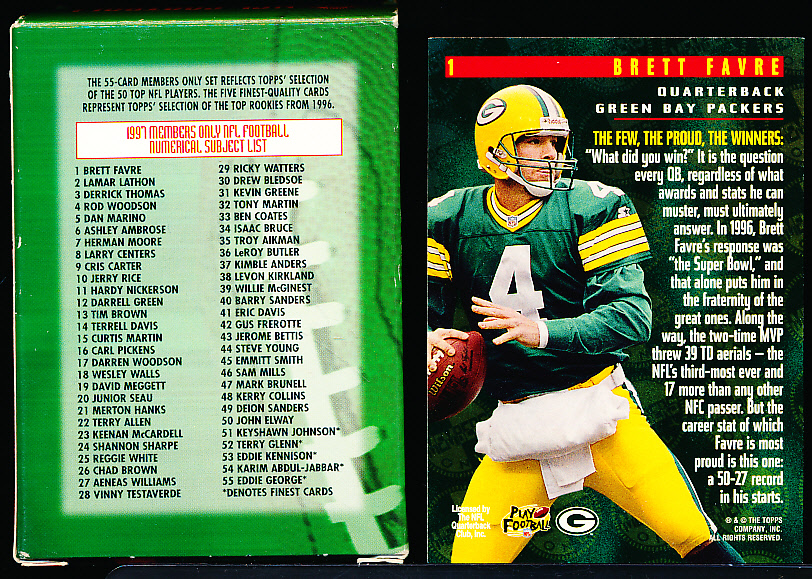 THE 55-CARD MEMBERS ONLY SET REFLECTS TOPPS' SELECTION
OF THE 50 TOP NFL PLAYERS. THE FIVE FINEST-QUALITY CARDS
REPRESENT TOPPS' SELECTION OF THE TOP ROOKIES FROM 1996.
1997 MEMBERS ONLY NFL FOOTBALL
NUMERICAL SUBJECT LIST
1 BRETT FAVRE
2 LAMAR LATHON
3 DERRICK THOMAS
4 ROD WOODSON
5 DAN MARINO
6 ASHLEY AMBROSE
7 HERMAN MOORE
8 LARRY CENTERS
9 CRIS CARTER
10 JERRY RICE
11 HARDY NICKERSON
12 DARRELL GREEN
13 TIM BROWN
14 TERRELL DAVIS
15 CURTIS MARTIN
16 CARL PICKENS
17 DARREN WOODSON
18 WESLEY WALLS
19 DAVID MEGGETT
20 JUNIOR SEAU
21 MERTON HANKS
22 TERRY ALLEN
23 KEENAN McCARDELL
24 SHANNON SHARPE
25 REGGIE WHITE
26 CHAD BROWN
27 AENEAS WILLIAMS
28 VINNY TESTAVERDE
29 RICKY WATTERS
30 DREW BLEDSOE
31 KEVIN GREENE
32 TONY MARTIN
33 BEN COATES
34 ISAAC BRUCE
35 TROY AIKMAN
36 LeROY BUTLER
37 KIMBLE ANDERS
38 LEVON KIRKLAND
39 WILLIE McGINEST
40 BARRY SANDERS
41 ERIC DAVIS
42 GUS FREROTTE
43 JEROME BETTIS
44 STEVE YOUNG
45 EMMITT SMITH
46 SAM MILLS
47 MARK BRUNELL
48 KERRY COLLINS
49 DEION SANDERS
50 JOHN ELWAY
51 KEYSHAWN JOHNSON*
52 TERRY GLENN*
53 EDDIE KENNISON*
54 KARIM ABDUL-JABBAR*
55 EDDIE GEORGE*
*DENOTES FINEST CARDS
1 BRETT FAVRE
QUARTERBACK
GREEN BAY PACKERS
THE FEW, THE PROUD, THE WINNERS:
"What did you win?" It is the question
every QB, regardless of what
awards and stats he can
muster, must ultimately
answer. In 1996, Brett
Favre's response was
"the Super Bowl," and
that alone puts him in
the fraternity of the
great ones. Along the
way, the two-time MVP
threw 39 TD aerials — the
NFL's third-most ever and
17 more than any other
NFC passer. But the
career stat of which
Favre is most
proud is this one:
a 50-27 record
in his starts.
4
Wilson
Licensed by
The NFL
Quarterback
Club, Inc.
PLAY
FOOTBALL
G
® & © THE TOPPS
COMPANY, INC.
ALL RIGHTS RESERVED.